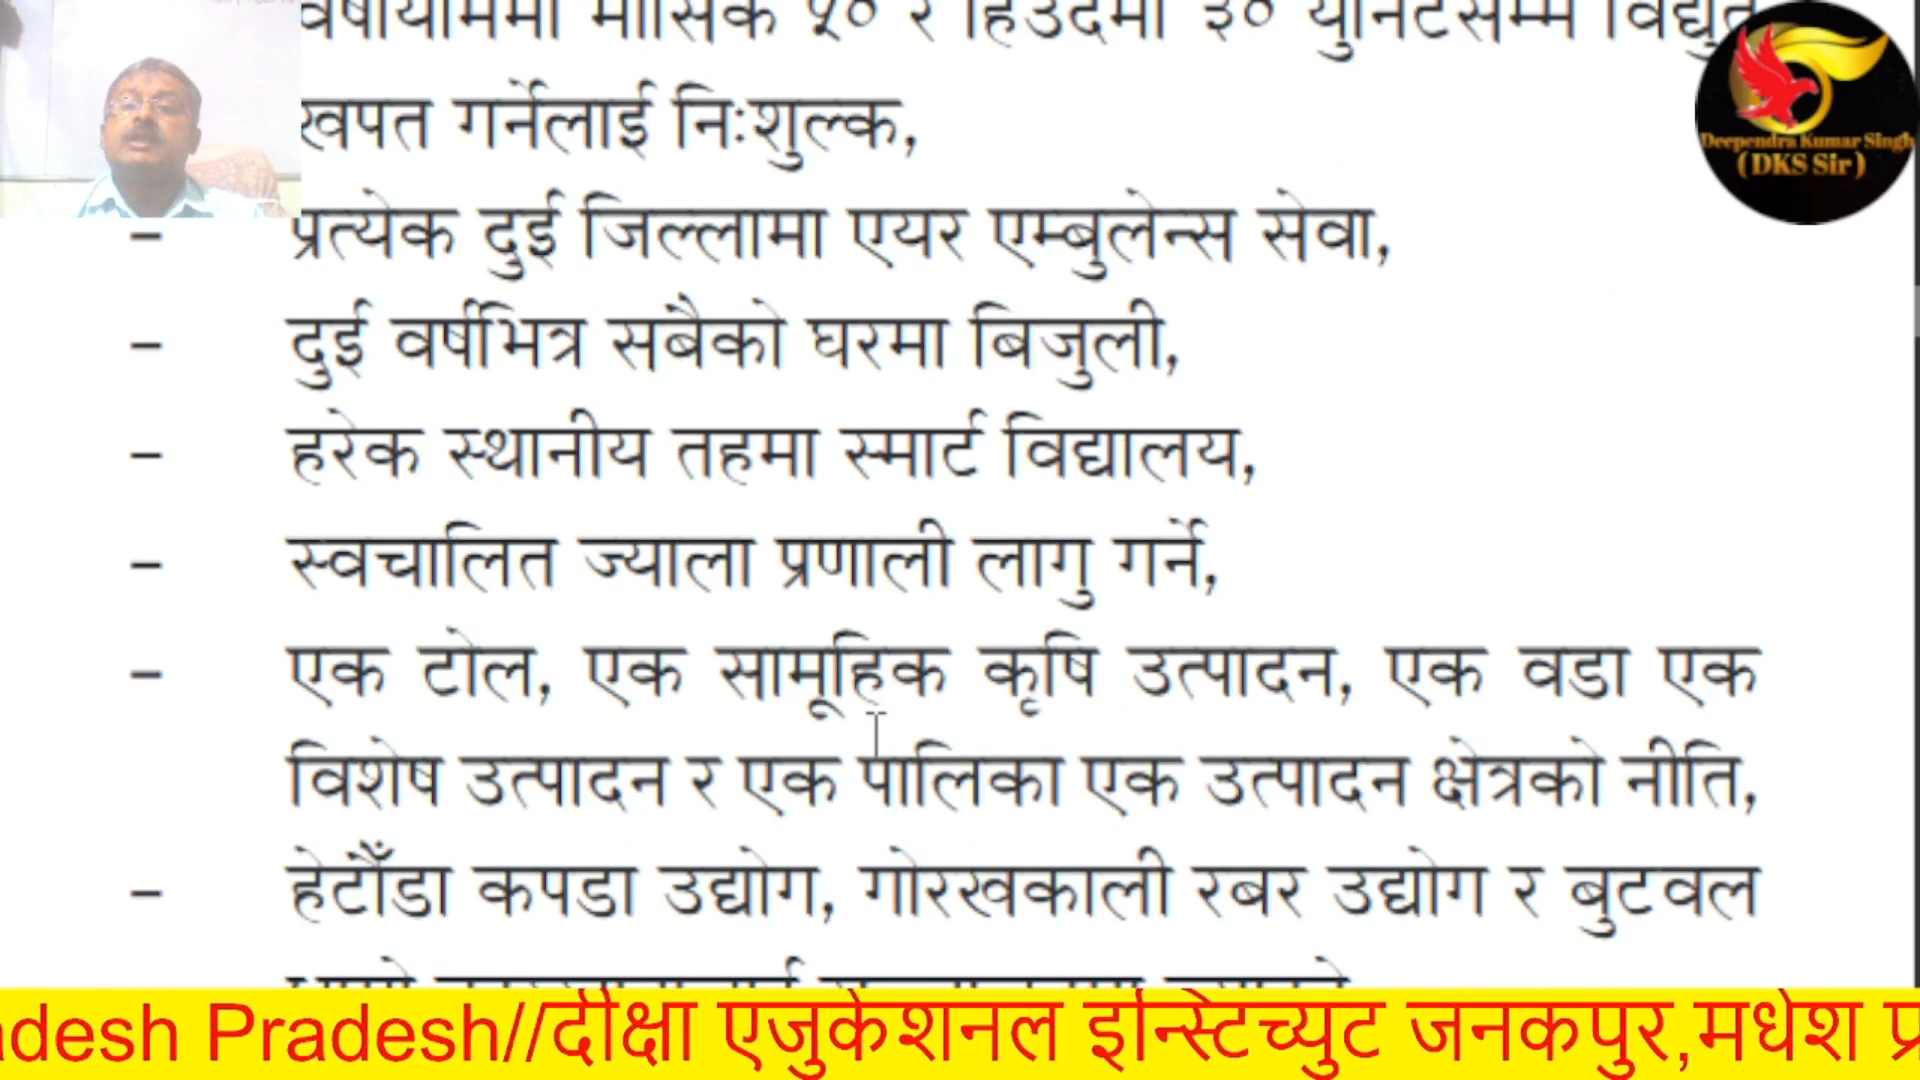 वर्षायाममा मासिक ५० र हिउँदमा ३० युनिटसम्म विद्युत
खपत गर्नेलाई निःशुल्क,
Deependra Kumar Singh
(DKS Sir)
– प्रत्येक दुई जिल्लामा एयर एम्बुलेन्स सेवा,
– दुई वर्षभित्र सबैको घरमा बिजुली,
– हरेक स्थानीय तहमा स्मार्ट विद्यालय,
– स्वचालित ज्याला प्रणाली लागु गर्ने,
– एक टोल, एक सामूहिक कृषि उत्पादन, एक वडा एक
विशेष उत्पादन र एक पालिका एक उत्पादन क्षेत्रको नीति,
– हेटौँडा कपडा उद्योग, गोरखकाली रबर उद्योग र बुटवल
adesh Pradesh//दीक्षा एजुकेशनल इन्स्टिच्युट जनकपुर,मधेश प्र